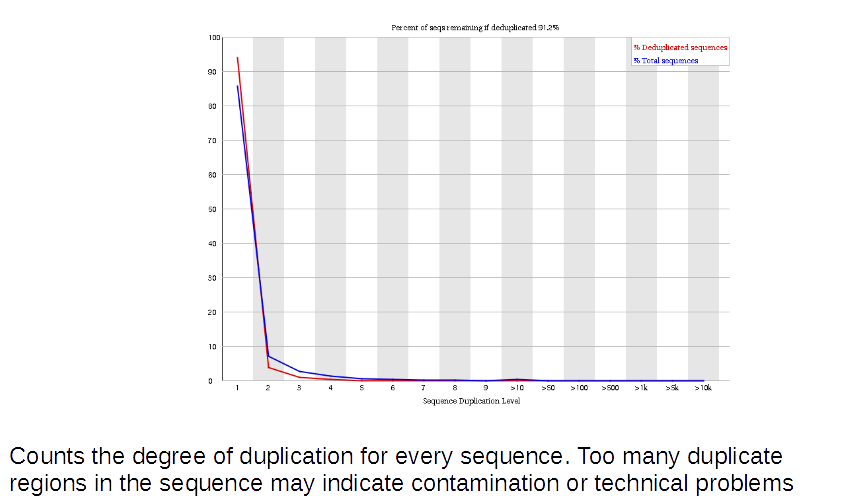 Percent of seqs remaining if deduplicated 91.2%
% Deduplicated sequences
% Total sequences
100
90
80
70
60
50
40
30
20
10
0
1 2 3 4 5 6 7 8 9 >10 >50 >100 >500 >1k >5k >10k
Sequence Duplication Level
Counts the degree of duplication for every sequence. Too many duplicate
regions in the sequence may indicate contamination or technical problems